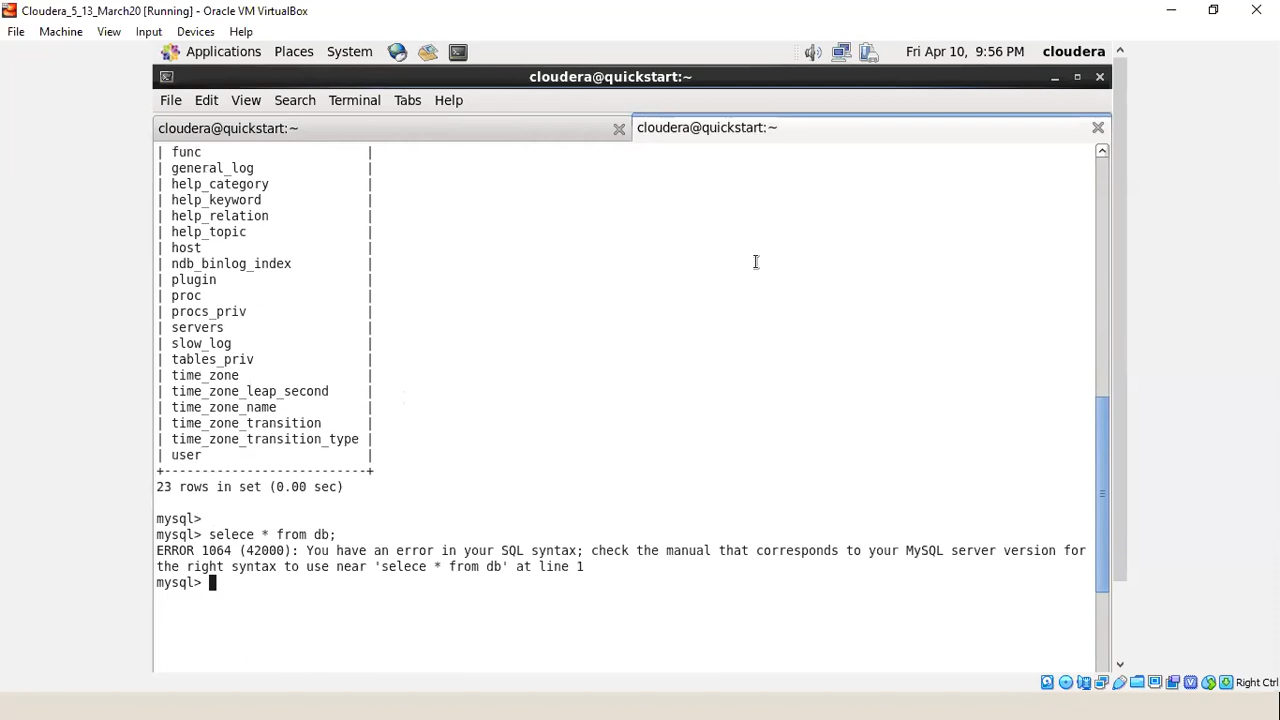 Cloudera_5_13_March20 [Running] - Oracle VM VirtualBox
File Machine View Input Devices Help
Applications Places System Fri Apr 10, 9:56 PM cloudera
cloudera@quickstart:~
File Edit View Search Terminal Tabs Help
cloudera@quickstart:~ cloudera@quickstart:~
| func |
| general_log |
| help_category |
| help_keyword |
| help_relation |
| help_topic |
| host |
| ndb_binlog_index |
| plugin |
| proc |
| procs_priv |
| servers |
| slow_log |
| tables_priv |
| time_zone |
| time_zone_leap_second |
| time_zone_name |
| time_zone_transition |
| time_zone_transition_type |
| user |
+---------------------------+
23 rows in set (0.00 sec)
mysql>
mysql> selece * from db;
ERROR 1064 (42000): You have an error in your SQL syntax; check the manual that corresponds to your MySQL server version for
the right syntax to use near 'selece * from db' at line 1
mysql>
Right Ctrl